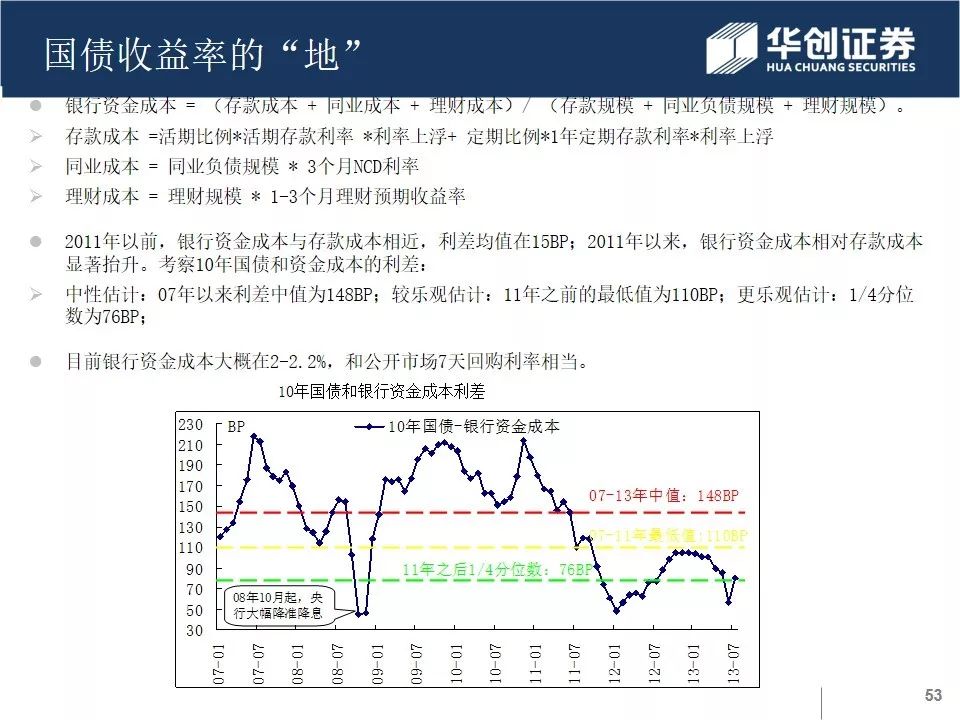 国债收益率的“地”
华创证券
HUA CHUANG SECURITIES
银行资金成本 = （存款成本 + 同业成本 + 理财成本）/ （存款规模 + 同业负债规模 + 理财规模）。
存款成本 =活期比例*活期存款利率 *利率上浮+ 定期比例*1年定期存款利率*利率上浮
同业成本 = 同业负债规模 * 3个月NCD利率
理财成本 = 理财规模 * 1-3个月理财预期收益率
2011年以前，银行资金成本与存款成本相近，利差均值在15BP；2011年以来，银行资金成本相对存款成本
显著抬升。考察10年国债和资金成本的利差：
中性估计：07年以来利差中值为148BP；较乐观估计：11年之前的最低值为110BP；更乐观估计：1/4分位
数为76BP；
目前银行资金成本大概在2-2.2%，和公开市场7天回购利率相当。
10年国债和银行资金成本利差
BP
10年国债-银行资金成本
230
210
190
170
150
130
110
90
70
50
30
07-13年中值：148BP
07-11年最低值:110BP
11年之后1/4分位数：76BP
08年10月起，央
行大幅降准降息
07-01
07-07
08-01
08-07
09-01
09-07
10-01
10-07
11-01
11-07
12-01
12-07
13-01
13-07
53